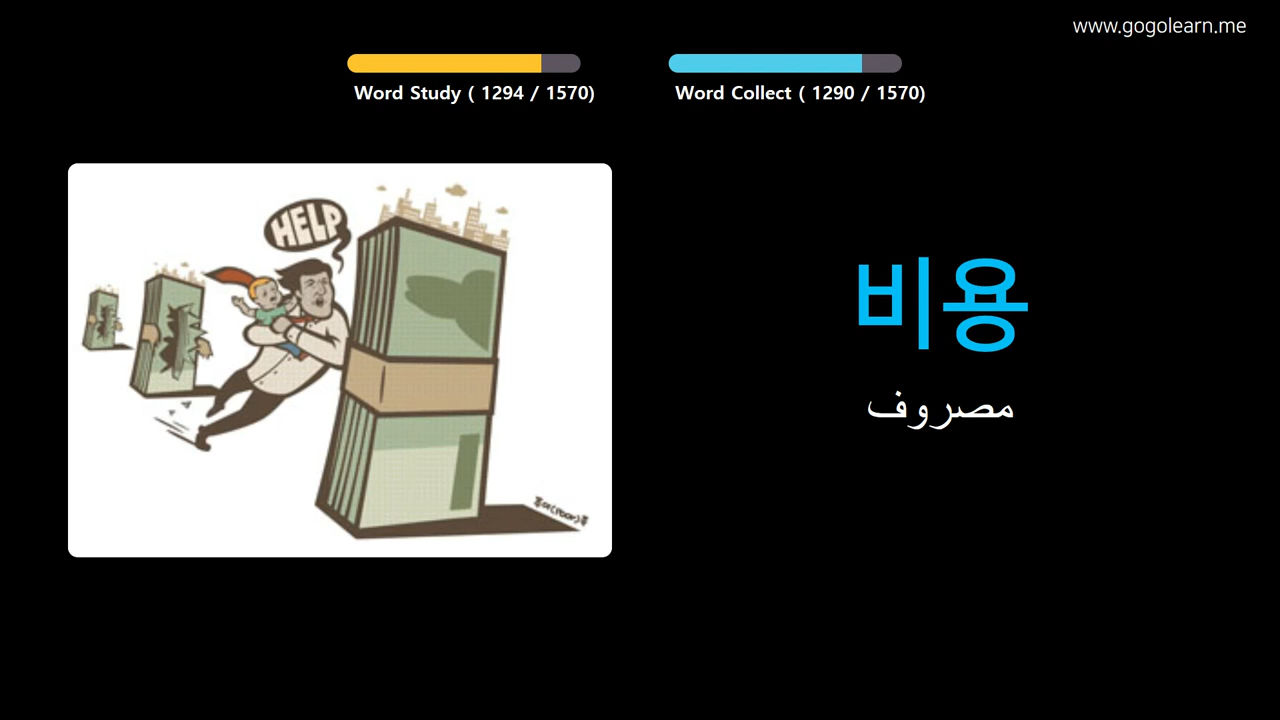 www.gogolearn.me
Word Study ( 1294 / 1570)
Word Collect ( 1290 / 1570)
HELP
비용
مصروف